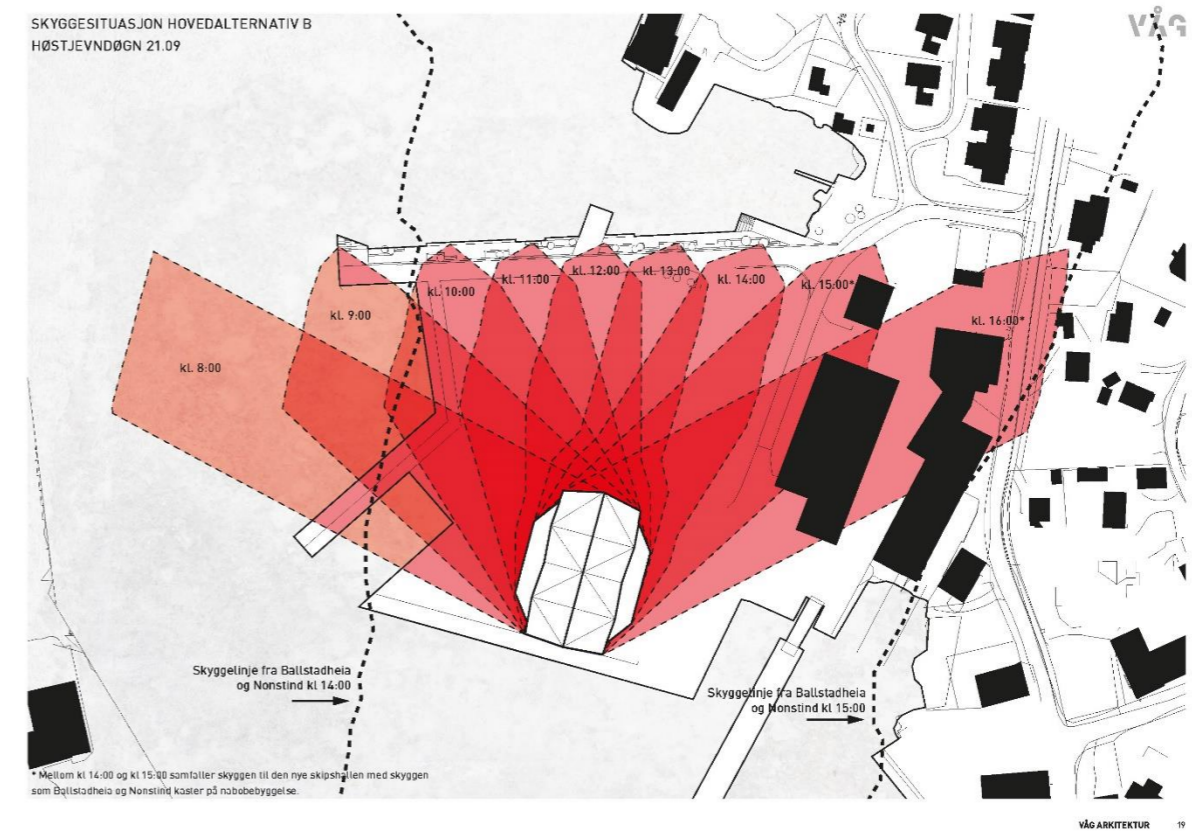 SKYGGESITUASJON HOVEDALTERNATIV B
HØSTJEVNDØGN 21.09
VÅG
kl. 8:00
kl. 9:00
kl. 10:00
kl. 11:00
kl. 12:00
kl. 13:00
kl. 14:00
kl. 15:00*
kl. 16:00*
Skyggelinje fra Ballstadheia
og Nonstind kl 14:00
Skyggelinje fra Ballstadheia
og Nonstind kl 15:00
* Mellom kl 14:00 og kl 15:00 samfaller skyggen til den nye skipshallen med skyggen
som Ballstadheia og Nonstind kaster på nabobebyggelse.
VÅG ARKITEKTUR 19